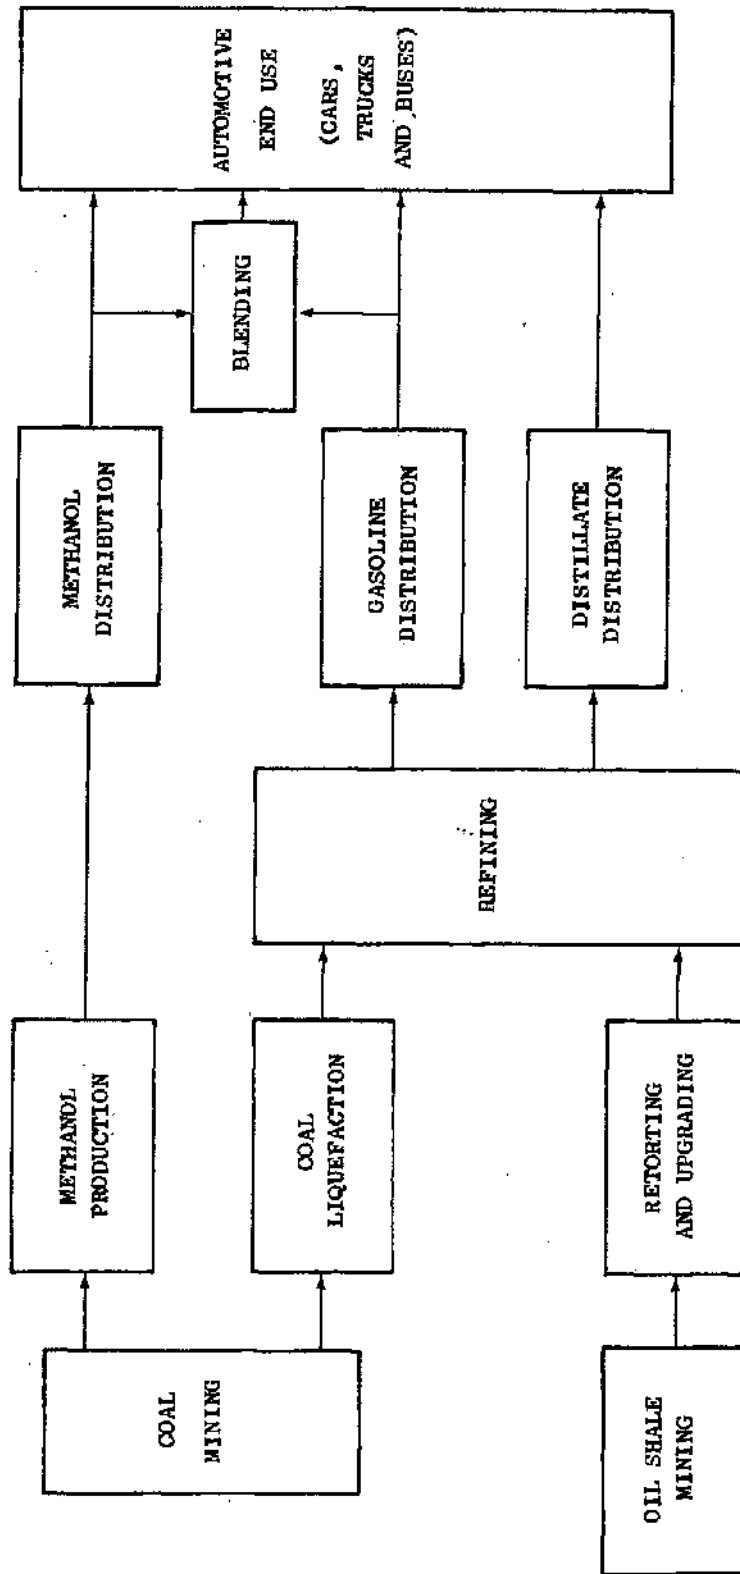 COAL
MINING
OIL SHALE
MINING
METHANOL
PRODUCTION
COAL
LIQUEFACTION
RETORTING
AND UPGRADING
REFINING
METHANOL
DISTRIBUTION
GASOLINE
DISTRIBUTION
DISTILLATE
DISTRIBUTION
BLENDING
AUTOMOTIVE
END USE
(CARS,
TRUCKS
AND BUSES)